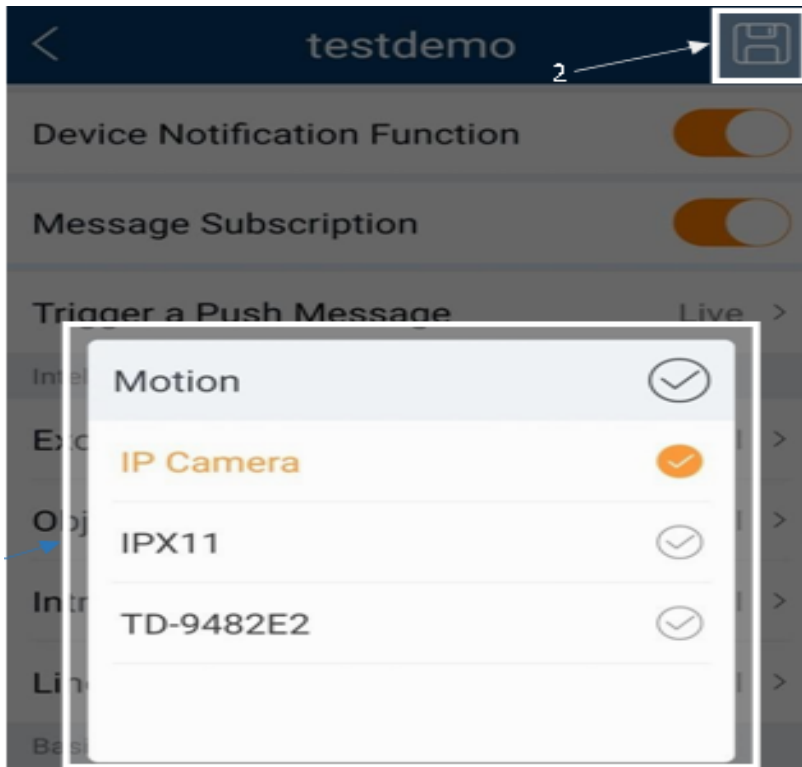 testdemo
2
Device Notification Function
Message Subscription
Trigger a Push Message Live >
Motion
IP Camera
IPX11
TD-9482E2